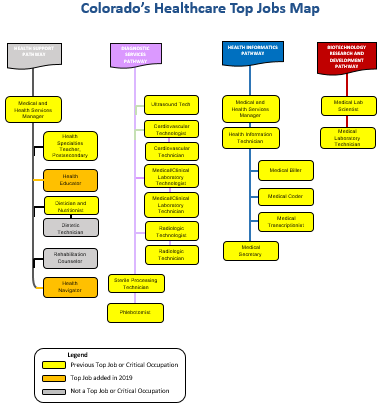 Colorado's Healthcare Top Jobs Map
HEALTH SUPPORT
PATHWAY
DIAGNOSTIC
SERVICES
PATHWAY
HEALTH INFORMATICS
PATHWAY
BIOTECHNOLOGY
RESEARCH AND
DEVELOPMENT
PATHWAY
Medical and
Health Services
Manager
Health
Specialties
Teacher,
Postsecondary
Health
Educator
Dietician and
Nutritionist
Dietetic
Technician
Rehabilitation
Counselor
Health
Navigator
Ultrasound Tech
Cardiovascular
Technologist
Cardiovascular
Technician
Medical/Clinical
Laboratory
Technologist
Medical/Clinical
Laboratory
Technician
Radiologic
Technologist
Radiologic
Technician
Sterile Processing
Technician
Phlebotomist
Medical and
Health Services
Manager
Health Information
Technician
Medical Biller
Medical Coder
Medical
Transcriptionist
Medical
Secretary
Medical Lab
Scientist
Medical
Laboratory
Technician
Legend
Previous Top Job or Critical Occupation
Top Job added in 2019
Not a Top Job or Critical Occupation